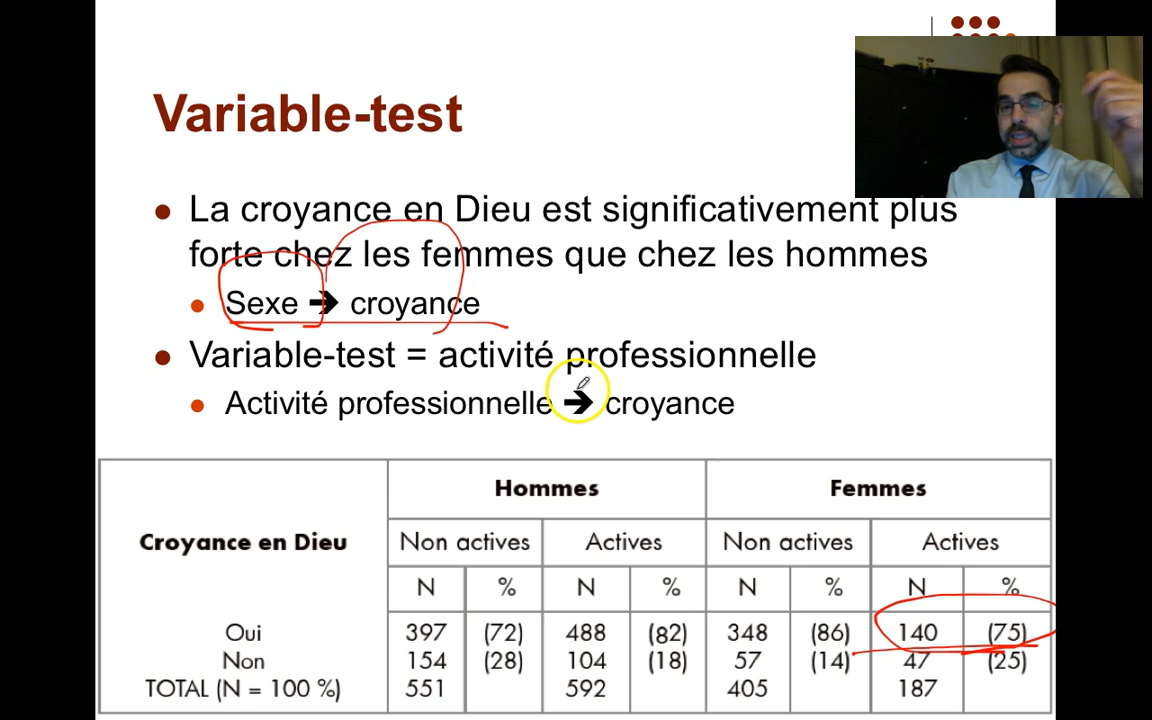 Variable-test
La croyance en Dieu est significativement plus
forte chez les femmes que chez les hommes
Sexe ➔ croyance
Variable-test = activité professionnelle
Activité professionnelle ➔ croyance
Hommes Femmes
Croyance en Dieu Non actives Actives Non actives Actives
N % N % N % N %
Oui 397 (72) 488 (82) 348 (86) 140 (75)
Non 154 (28) 104 (18) 57 (14) 47 (25)
TOTAL (N = 100 %) 551 592 405 187